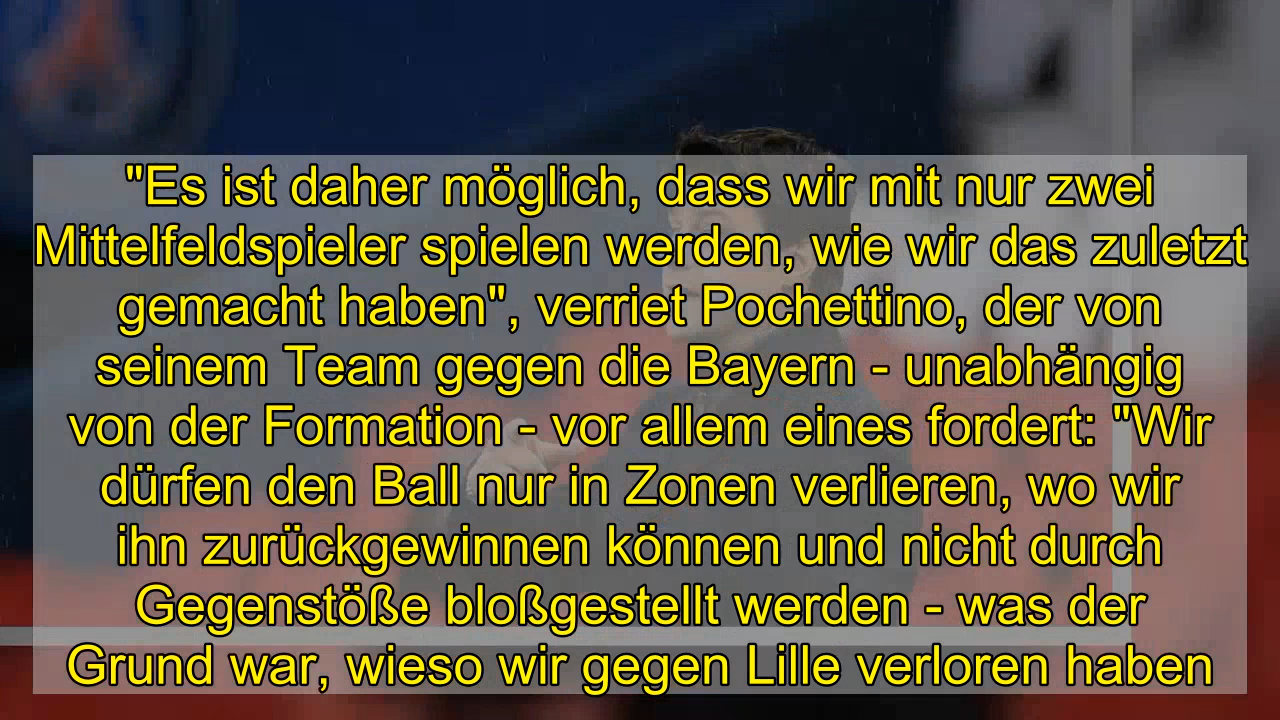 "Es ist daher möglich, dass wir mit nur zwei
Mittelfeldspieler spielen werden, wie wir das zuletzt
gemacht haben", verriet Pochettino, der von
seinem Team gegen die Bayern - unabhängig
von der Formation - vor allem eines fordert: "Wir
dürfen den Ball nur in Zonen verlieren, wo wir
ihn zurückgewinnen können und nicht durch
Gegenstöße bloßgestellt werden - was der
Grund war, wieso wir gegen Lille verloren haben